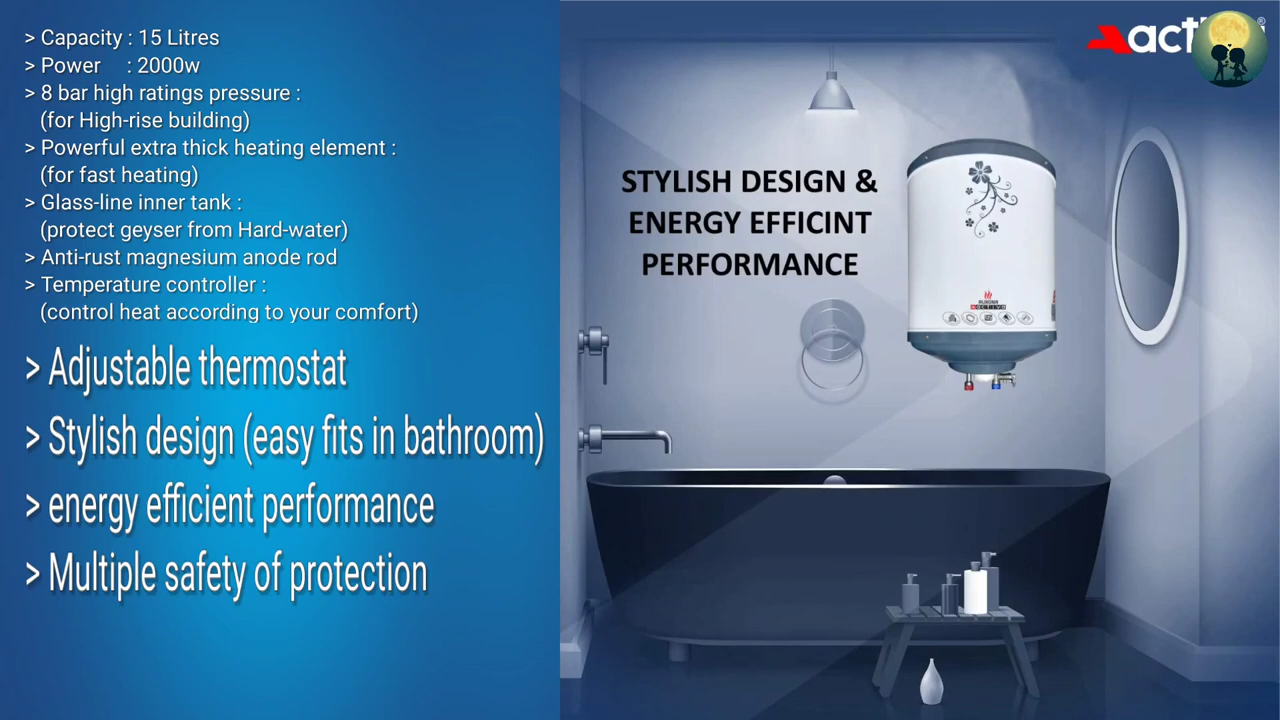 > Capacity : 15 Litres
> Power : 2000w
> 8 bar high ratings pressure :
(for High-rise building)
> Powerful extra thick heating element :
(for fast heating)
> Glass-line inner tank :
(protect geyser from Hard-water)
> Anti-rust magnesium anode rod
> Temperature controller :
(control heat according to your comfort)
> Adjustable thermostat
> Stylish design (easy fits in bathroom)
> energy efficient performance
> Multiple safety of protection
STYLISH DESIGN &
ENERGY EFFICINT
PERFORMANCE